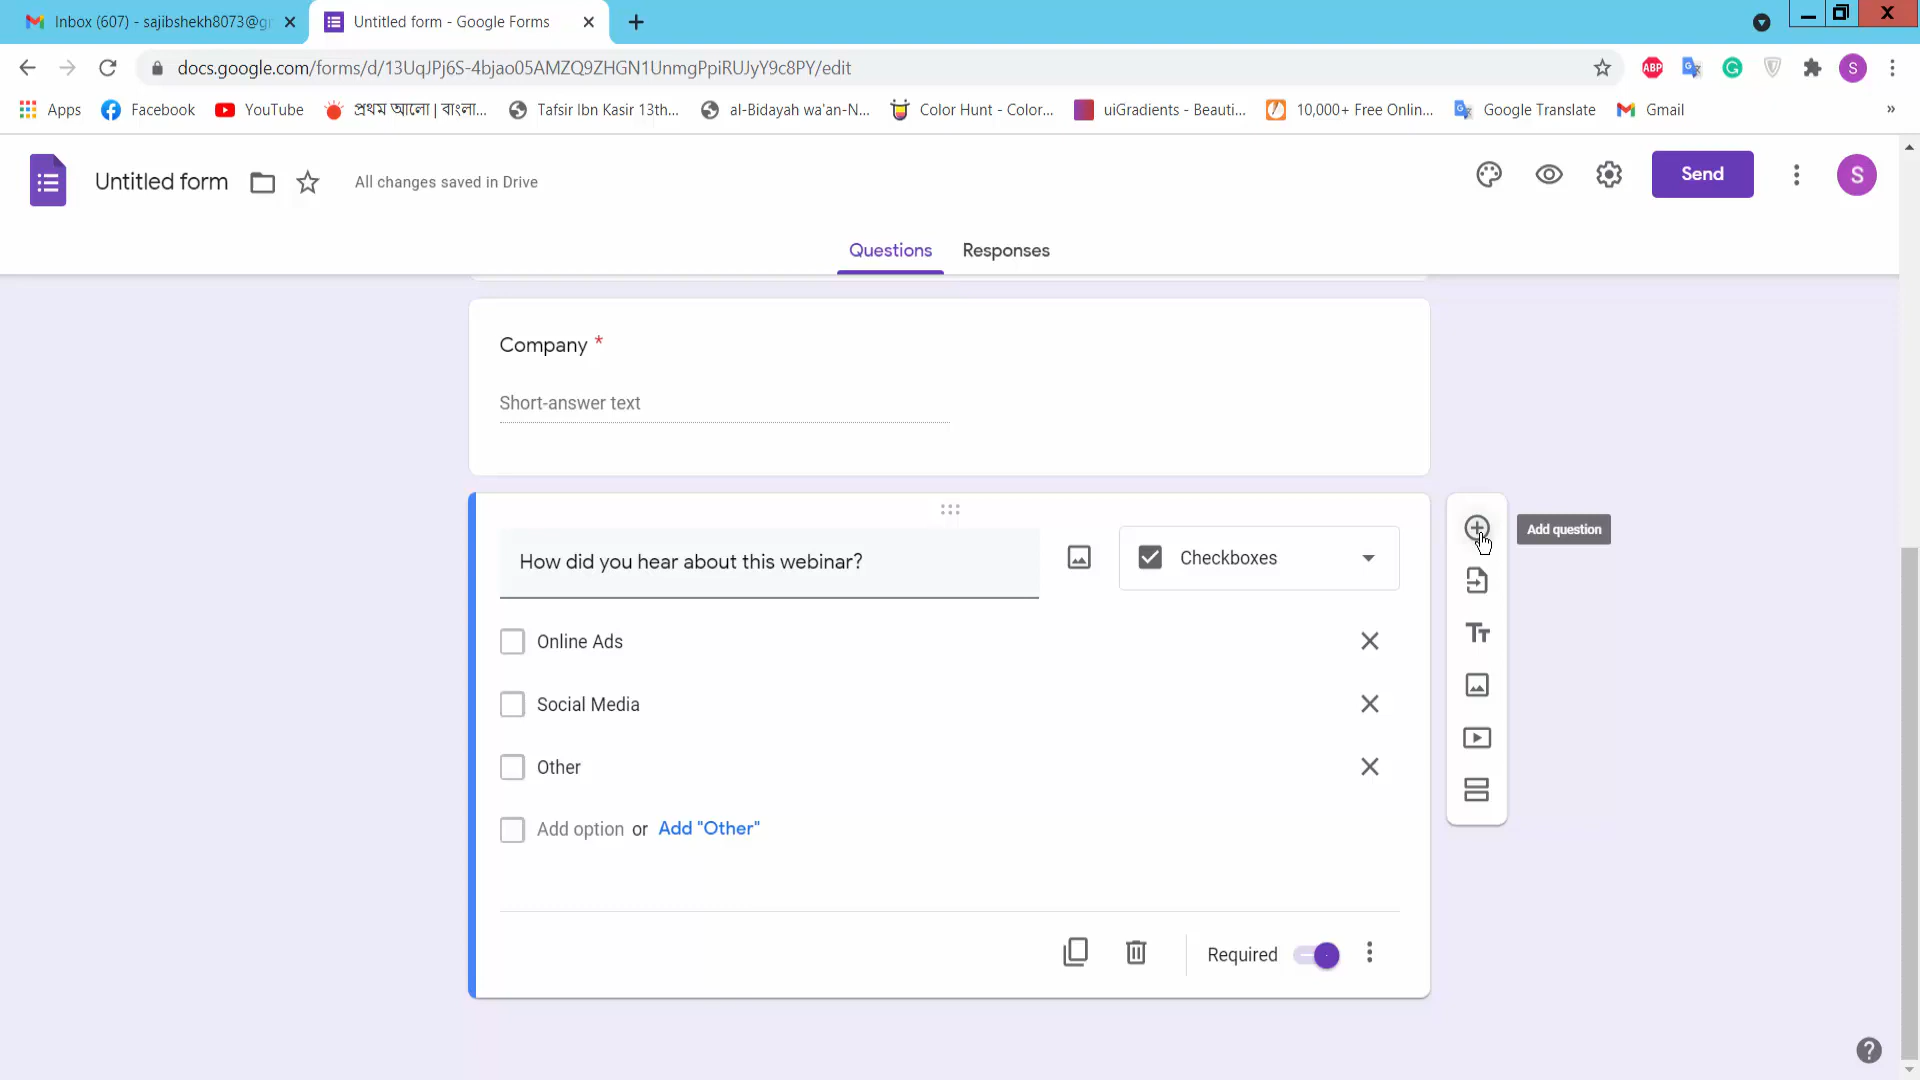 Inbox (607) - sajibshekh8073@g
Untitled form - Google Forms
docs.google.com/forms/d/13UqJPj6S-4bjao05AMZQ9ZHGN1UnmgPpiRUJyY9c8PY/edit
ABP
S
Apps
Facebook
YouTube
প্রথম আলো | বাংলা...
Tafsir Ibn Kasir 13th...
al-Bidayah wa'an-N...
Color Hunt - Color...
uiGradients - Beauti...
10,000+ Free Onlin...
Google Translate
Gmail
»
Untitled form
All changes saved in Drive
Send
S
Questions
Responses
Company *
Short-answer text
How did you hear about this webinar?
Checkboxes
Add question
Online Ads
Social Media
Other
Add option or Add "Other"
Required